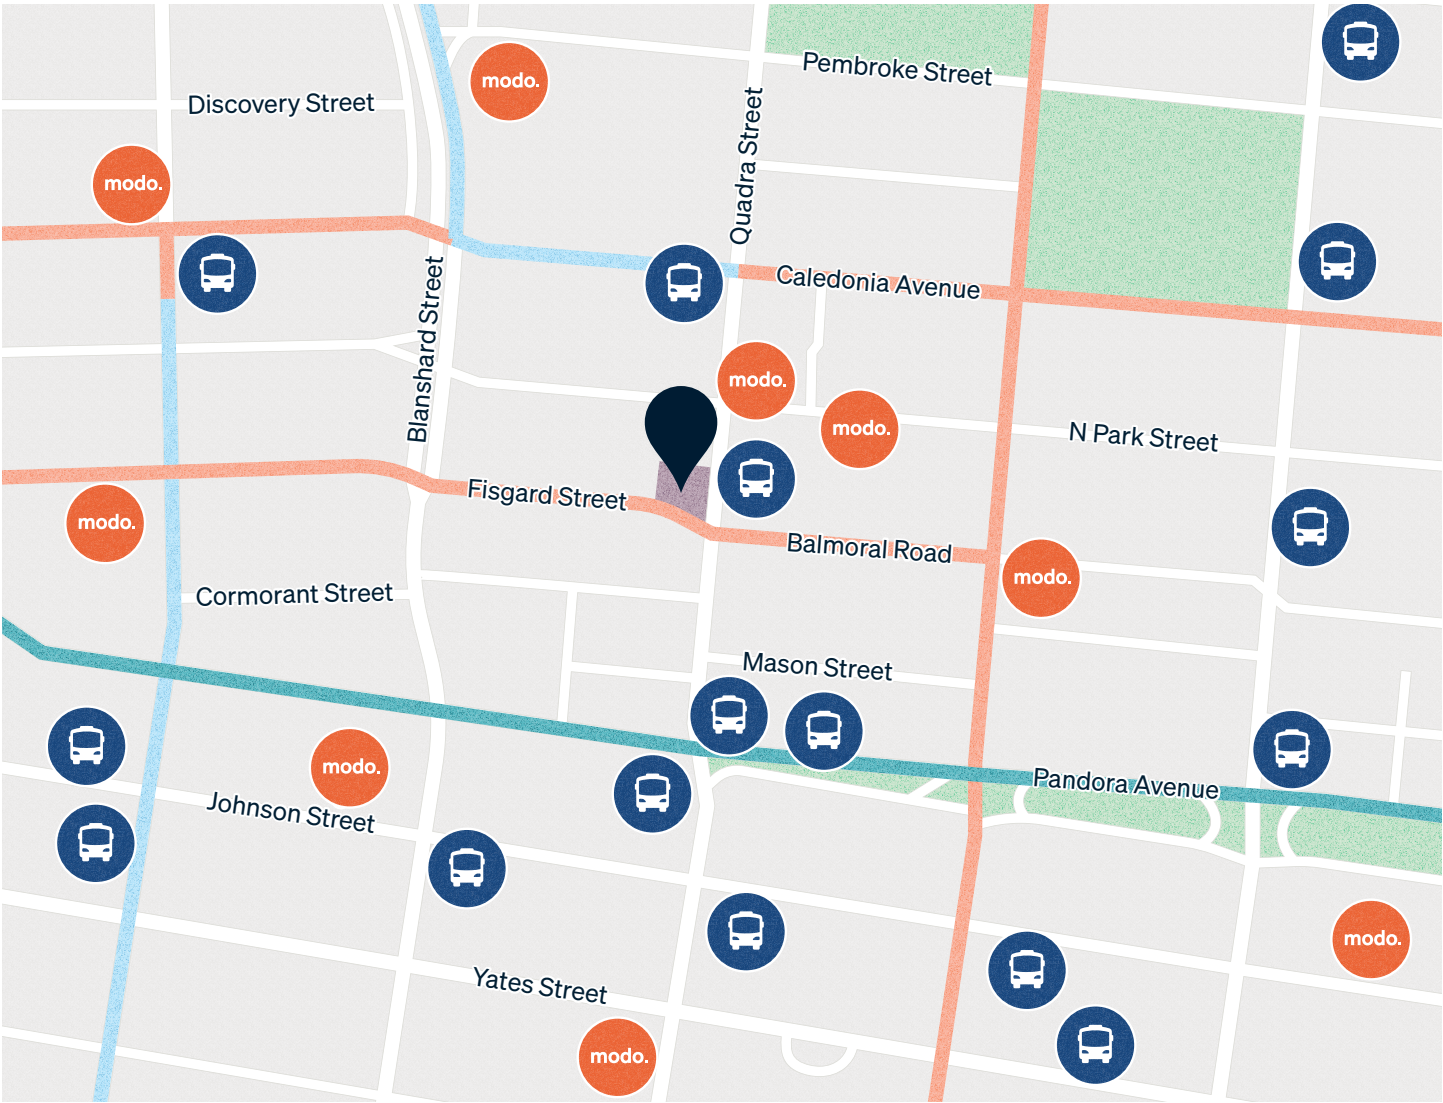 Pembroke Street
modo.
Discovery Street
Quadra Street
modo.
Caledonia Avenue
Blanshard Street
modo.
modo.
N Park Street
Fisgard Street
modo.
Balmoral Road
modo.
Cormorant Street
Mason Street
modo.
Pandora Avenue
Johnson Street
modo.
Yates Street
modo.